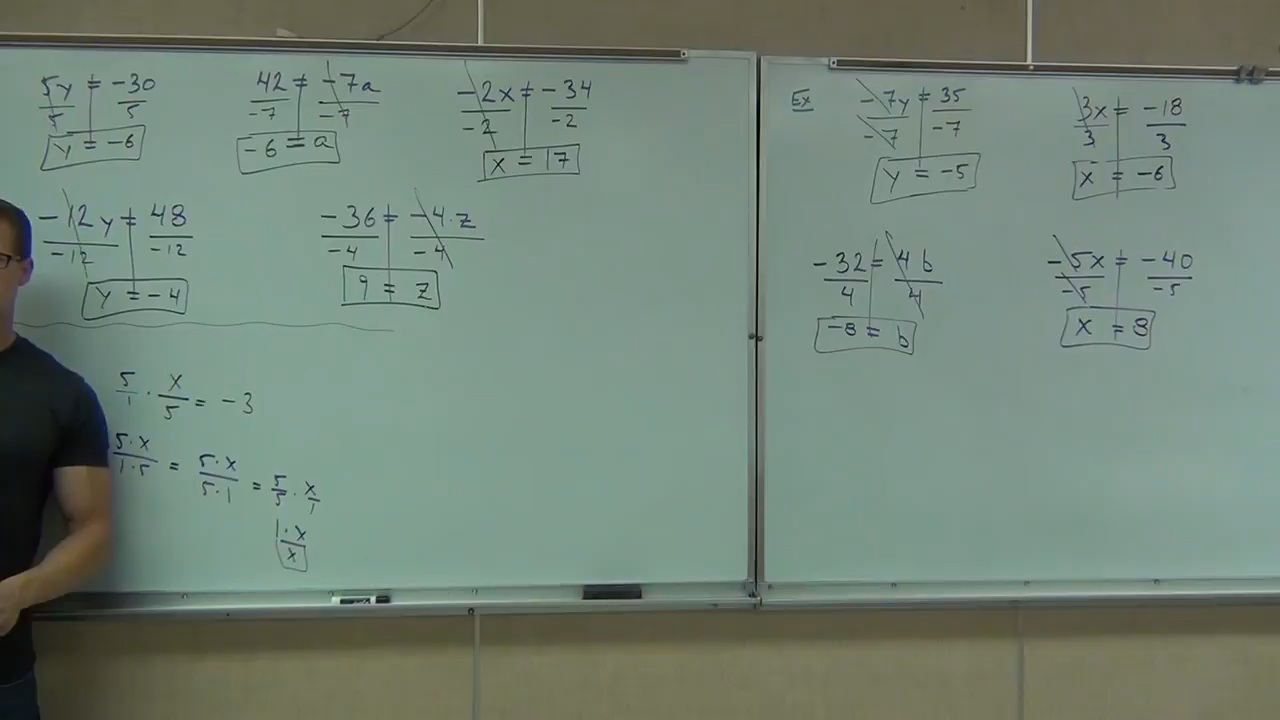 5y = -30
5 5
y = -6
42 = -7a
-7 -7
-6 = a
-2x = -34
-2 -2
x = 17
-12y = 48
-12 -12
y = -4
-36 = -4·z
-4 -4
9 = z
5/1 · x/5 = -3
5·x/1·5 = 5·x/5·1 = 5/5 · x/1
1·x
x
Ex
-7y = 35
-7 -7
y = -5
3x = -18
3 3
x = -6
-32 = 4b
4 4
-8 = b
-5x = -40
-5 -5
x = 8